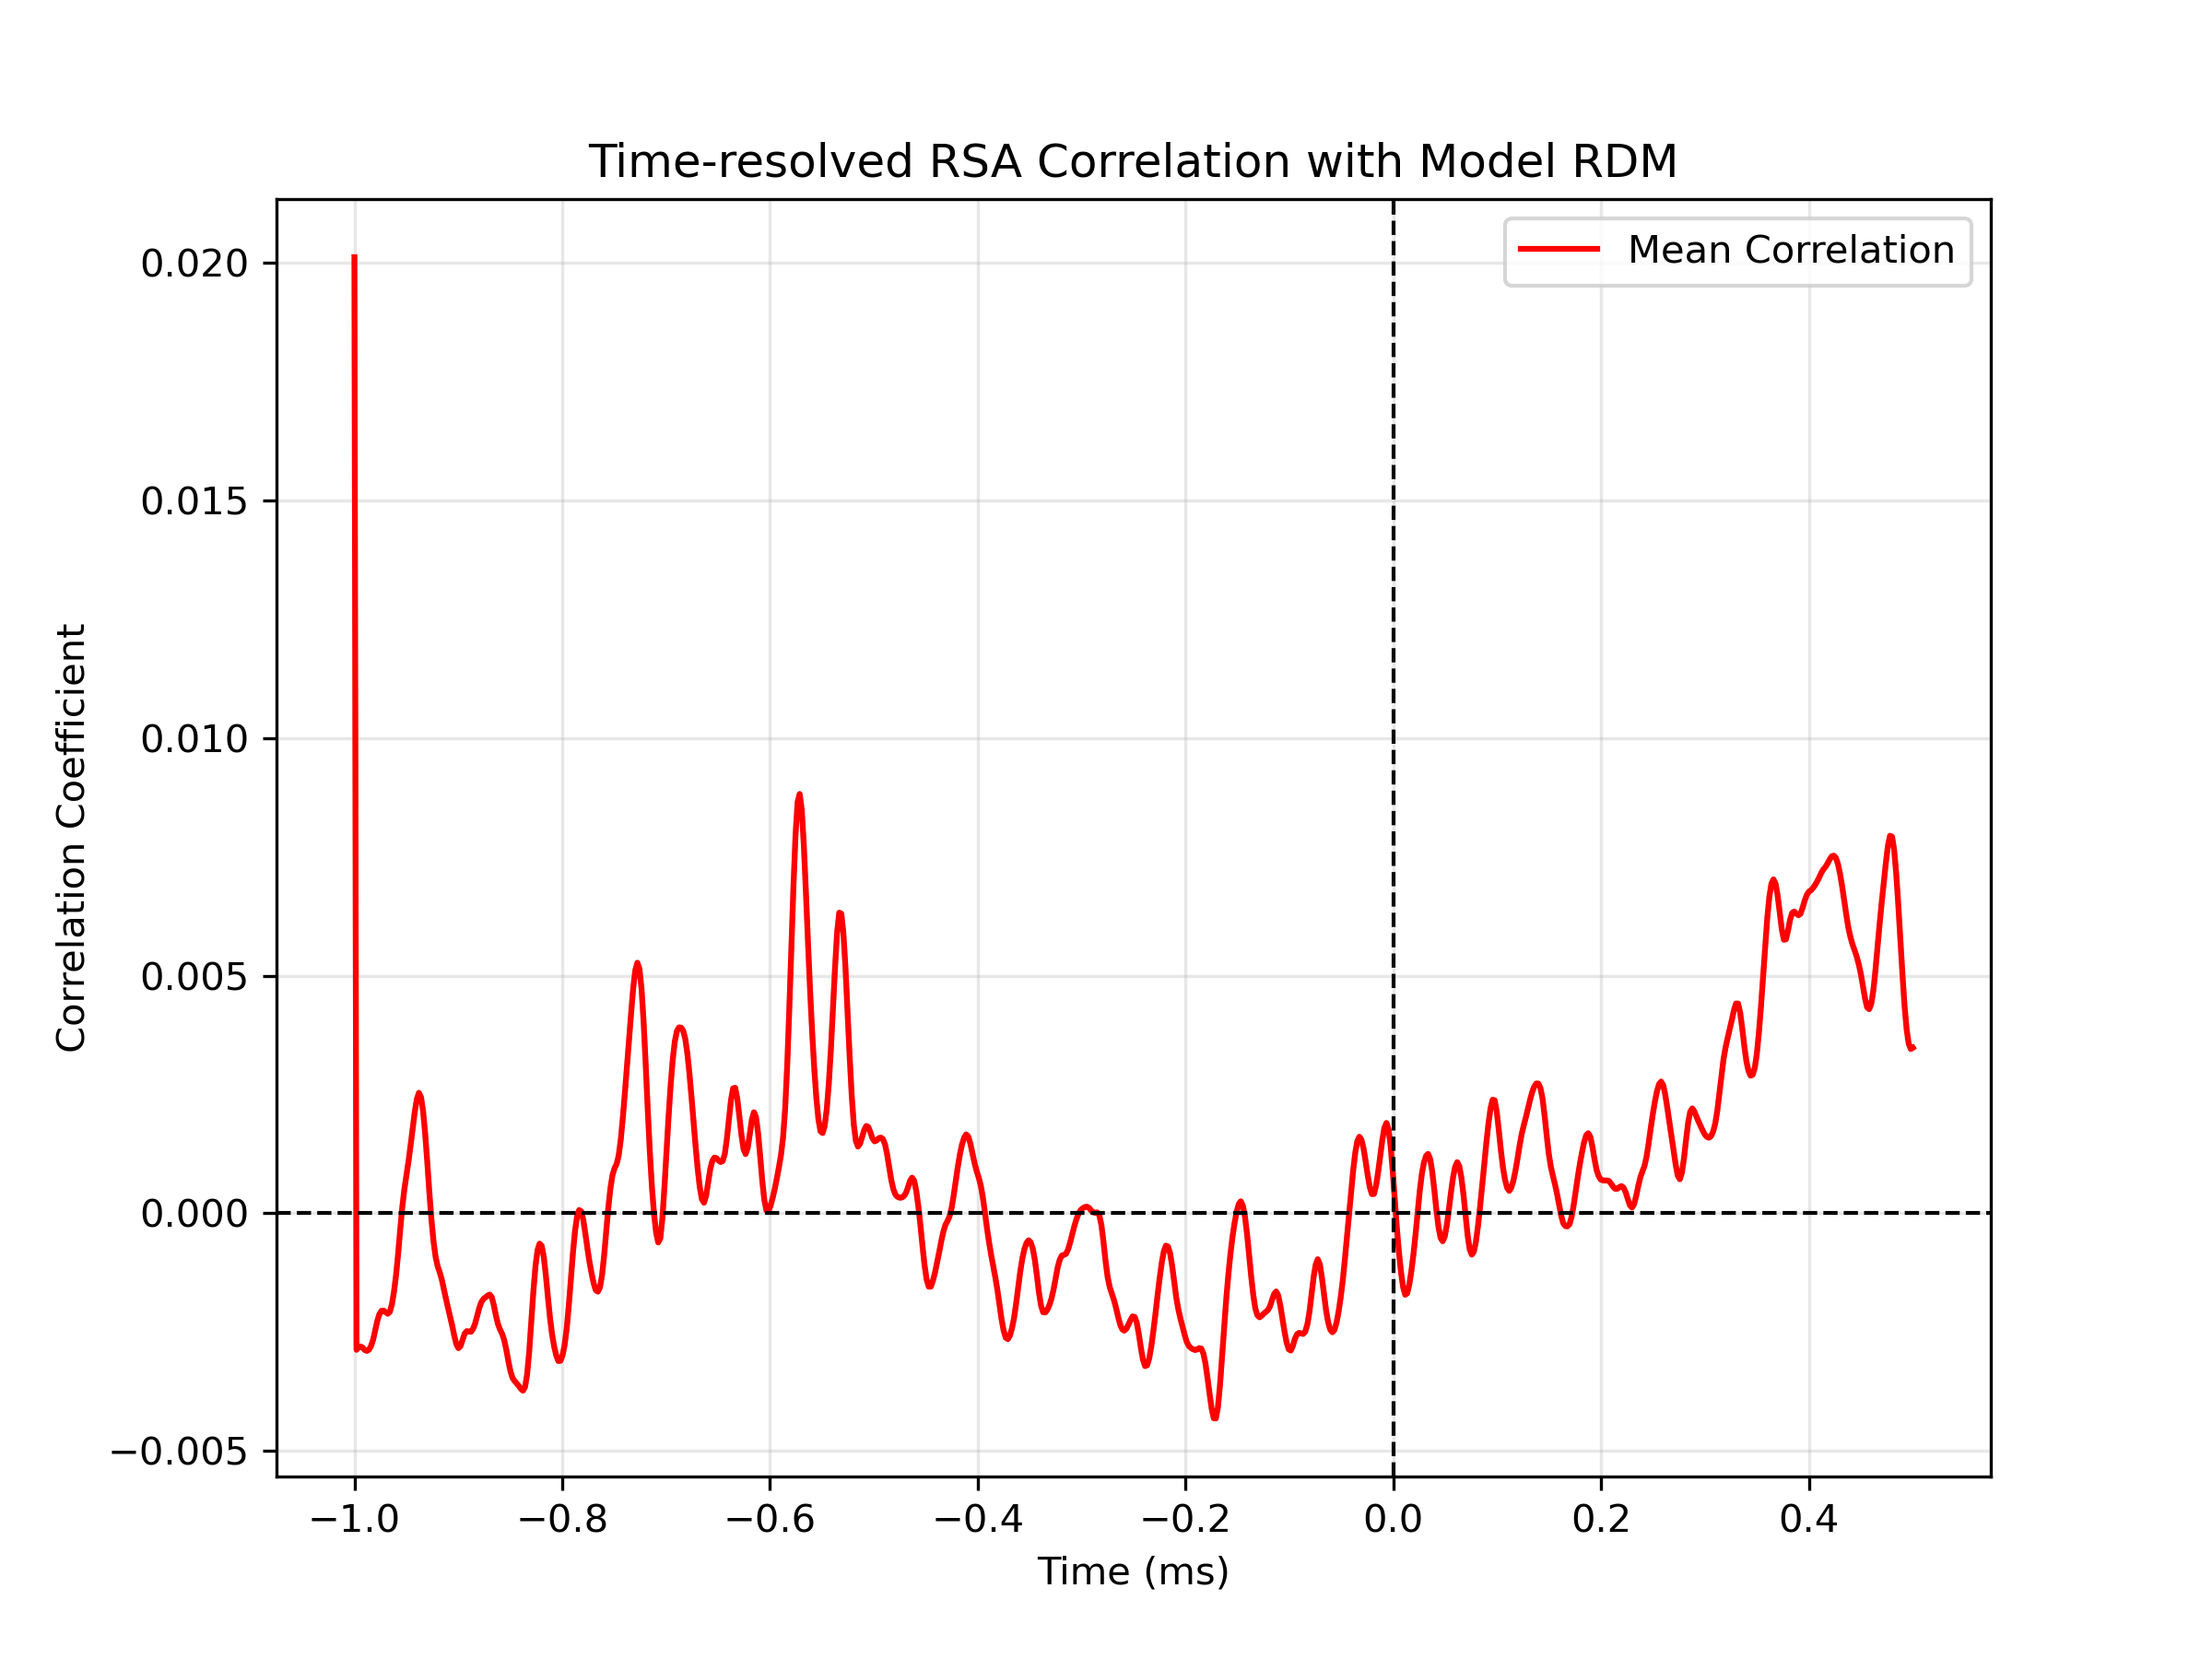 Time-resolved RSA Correlation with Model RDM
Mean Correlation
Correlation Coefficient
0.020
0.015
0.010
0.005
0.000
−0.005
−1.0 −0.8 −0.6 −0.4 −0.2 0.0 0.2 0.4
Time (ms)